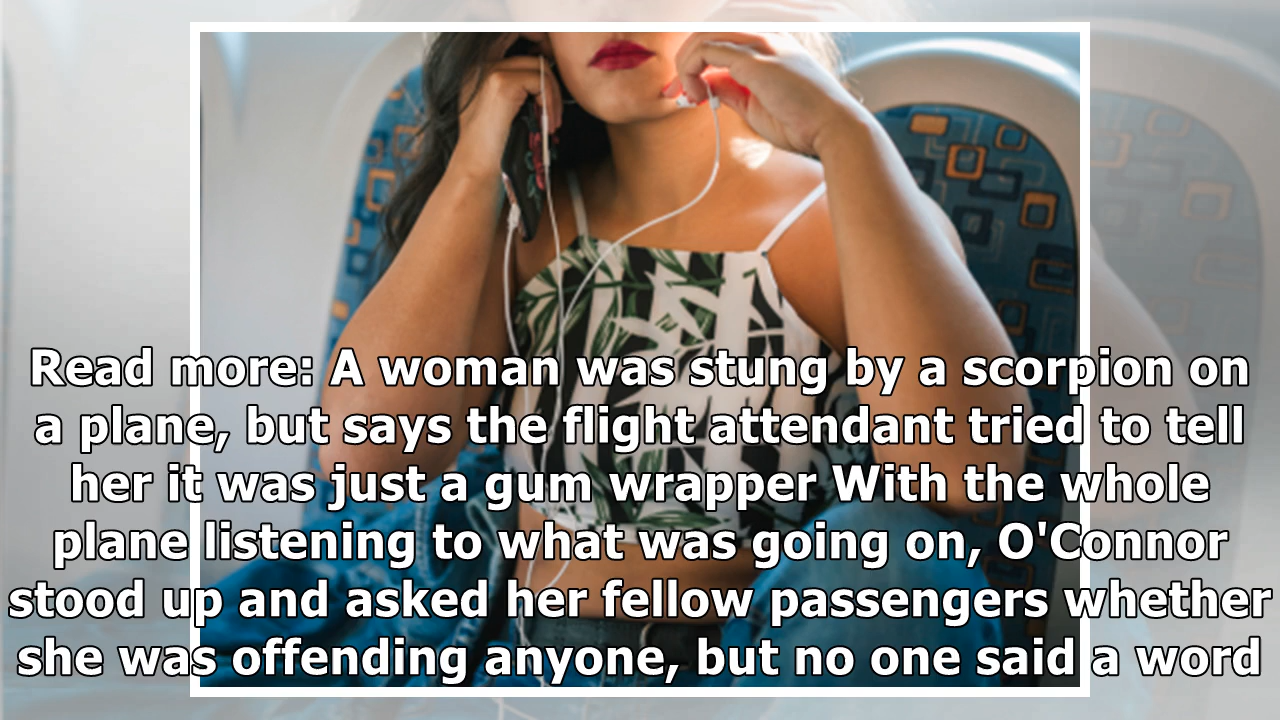 Read more: A woman was stung by a scorpion on
a plane, but says the flight attendant tried to tell
her it was just a gum wrapper With the whole
plane listening to what was going on, O'Connor
stood up and asked her fellow passengers whether
she was offending anyone, but no one said a word